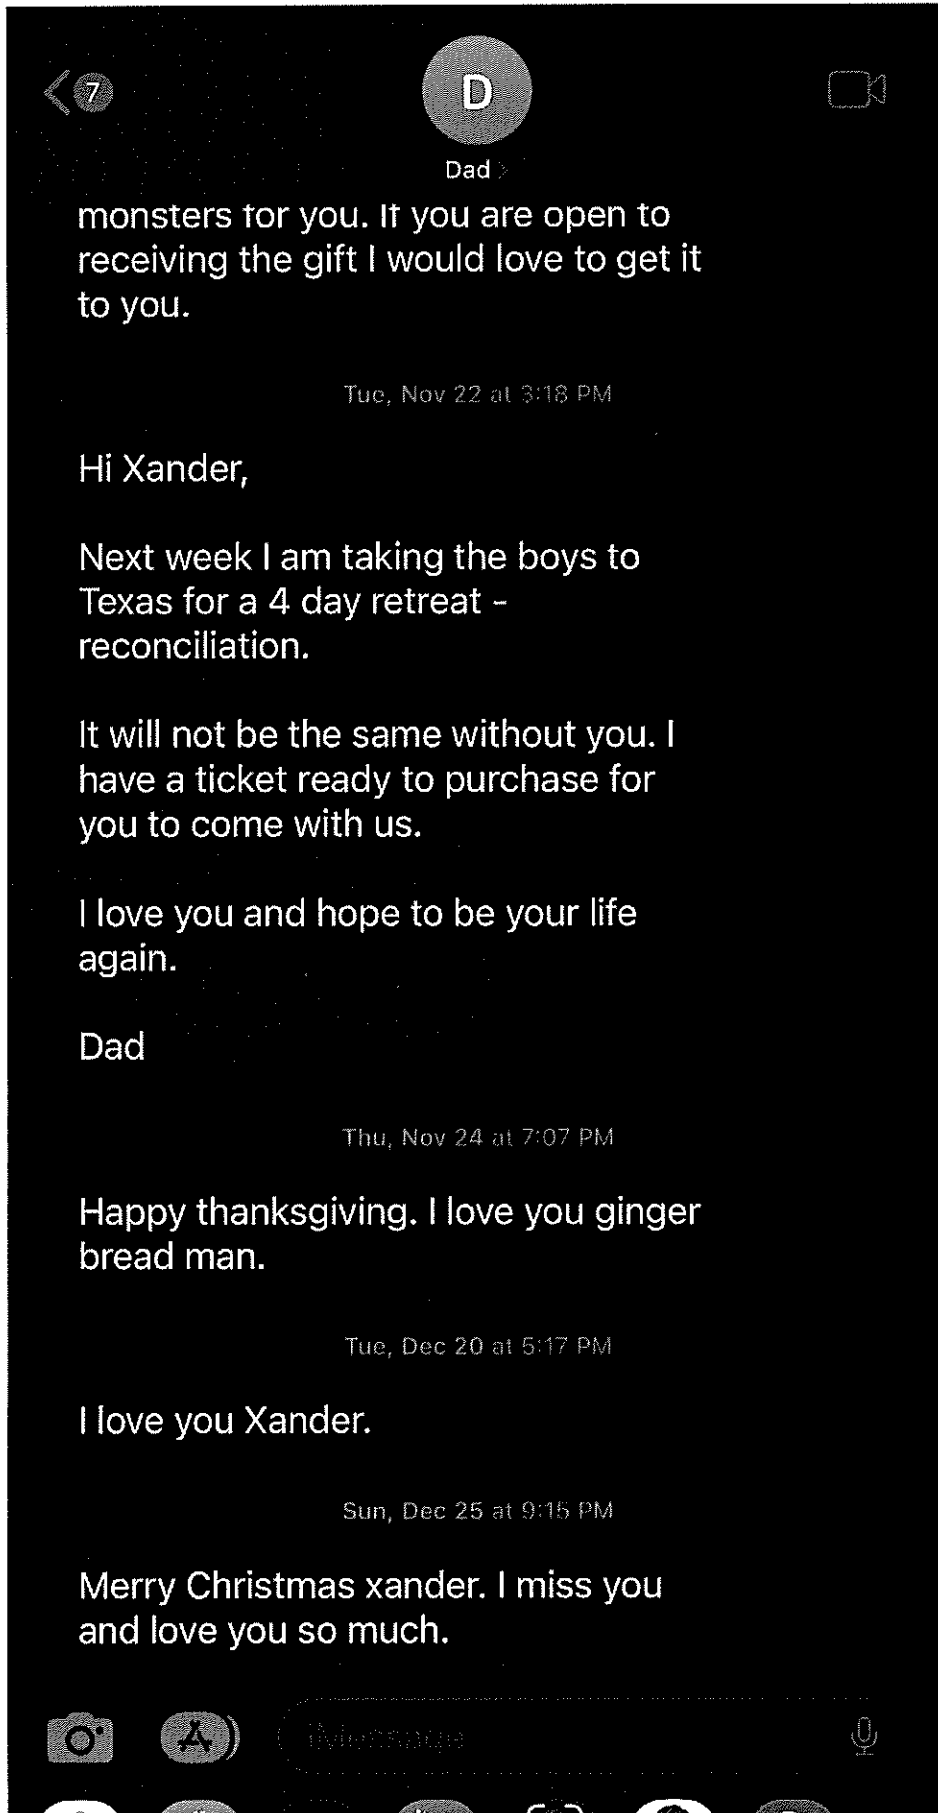 7
D
Dad
monsters for you. If you are open to
receiving the gift I would love to get it
to you.
Tue, Nov 22 at 3:18 PM
Hi Xander,
Next week I am taking the boys to
Texas for a 4 day retreat -
reconciliation.
It will not be the same without you. I
have a ticket ready to purchase for
you to come with us.
I love you and hope to be your life
again.
Dad
Thu, Nov 24 at 7:07 PM
Happy thanksgiving. I love you ginger
bread man.
Tue, Dec 20 at 5:17 PM
I love you Xander.
Sun, Dec 25 at 9:15 PM
Merry Christmas xander. I miss you
and love you so much.
iMessage